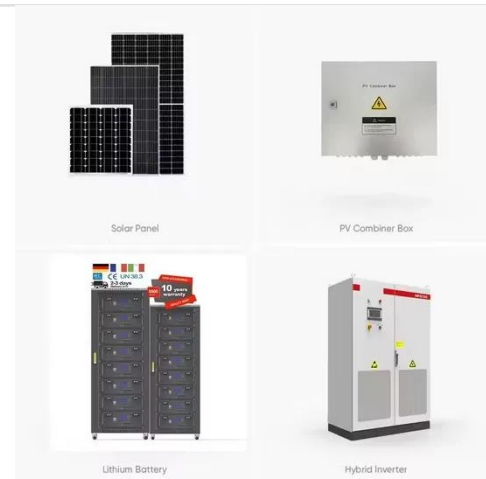 PV Combiner Box
Solar Panel
PV Combiner Box
CE UN38.3
2-3 days
10 years
warranty
Lithium Battery
Hybrid Inverter